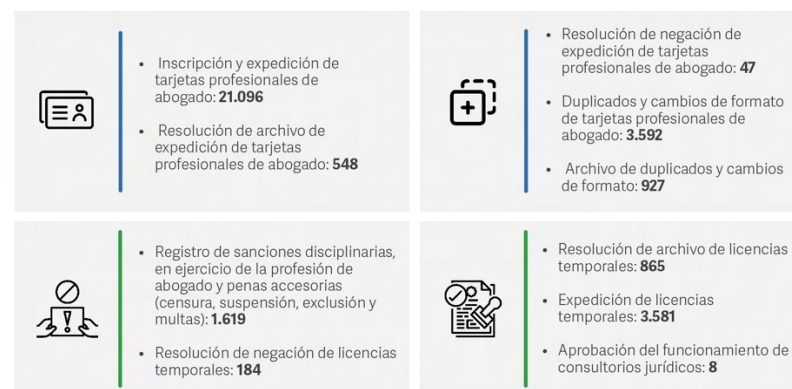 • Inscripción y expedición de
tarjetas profesionales de
abogado: 21.096
• Resolución de archivo de
expedición de tarjetas
profesionales de abogado: 548
• Resolución de negación de
expedición de tarjetas
profesionales de abogado: 47
• Duplicados y cambios de formato
de tarjetas profesionales de
abogado: 3.592
• Archivo de duplicados y cambios
de formato: 927
• Registro de sanciones disciplinarias,
en ejercicio de la profesión de
abogado y penas accesorias
(censura, suspensión, exclusión y
multas): 1.619
• Resolución de negación de licencias
temporales: 184
• Resolución de archivo de licencias
temporales: 865
• Expedición de licencias
temporales: 3.581
• Aprobación del funcionamiento de
consultorios jurídicos: 8